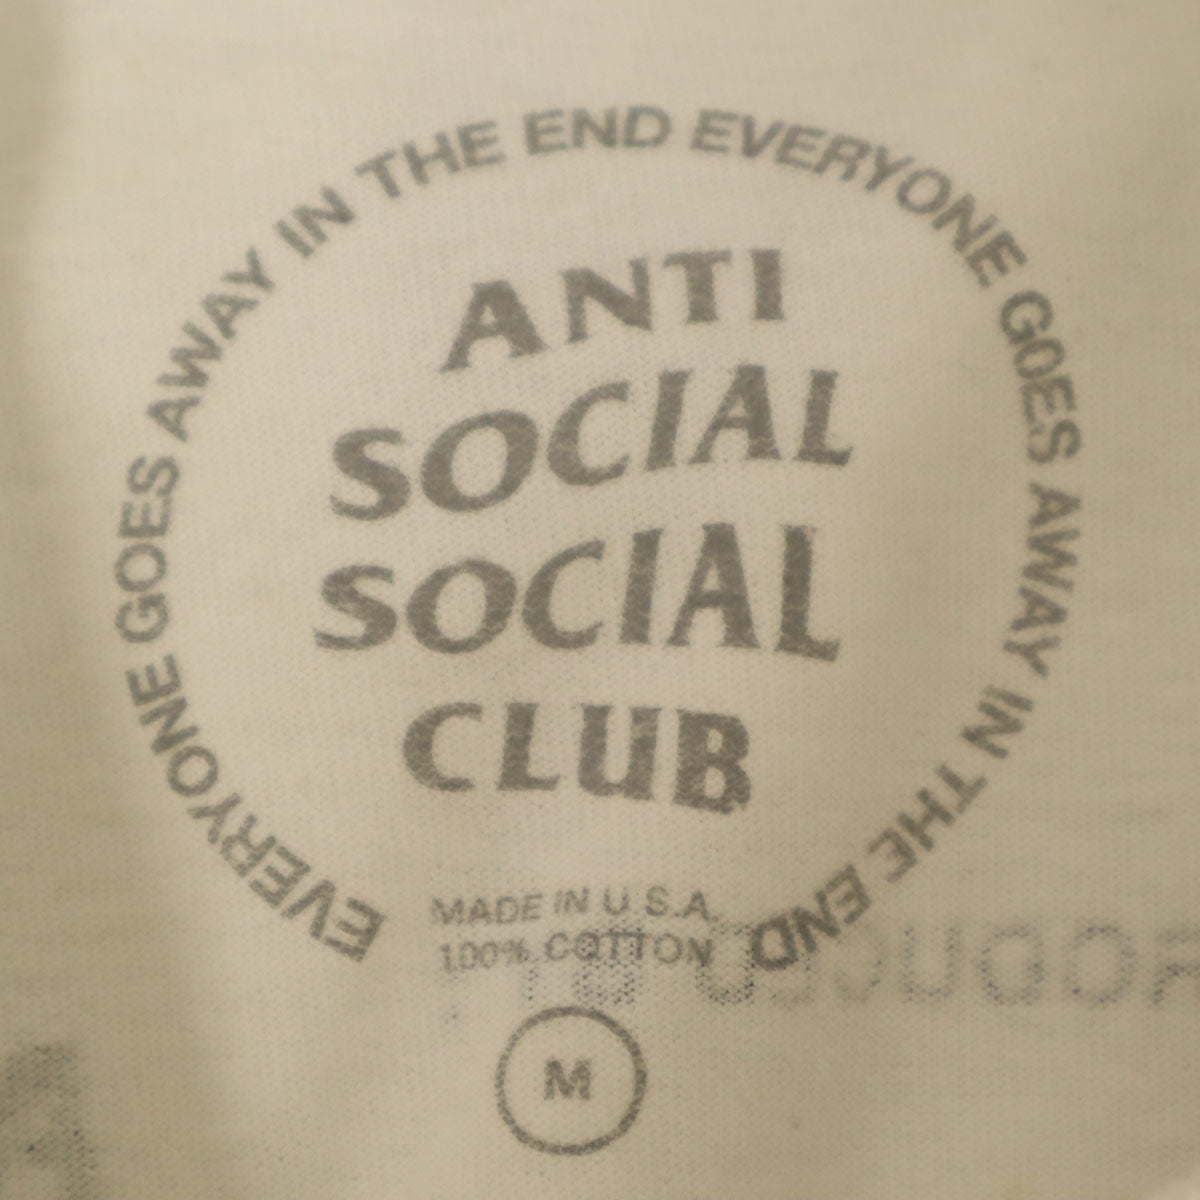 EVERYONE GOES AWAY IN THE END EVERYONE GOES AWAY IN THE END
ANTI
SOCIAL
SOCIAL
CLUB
MADE IN U.S.A.
100% COTTON
M